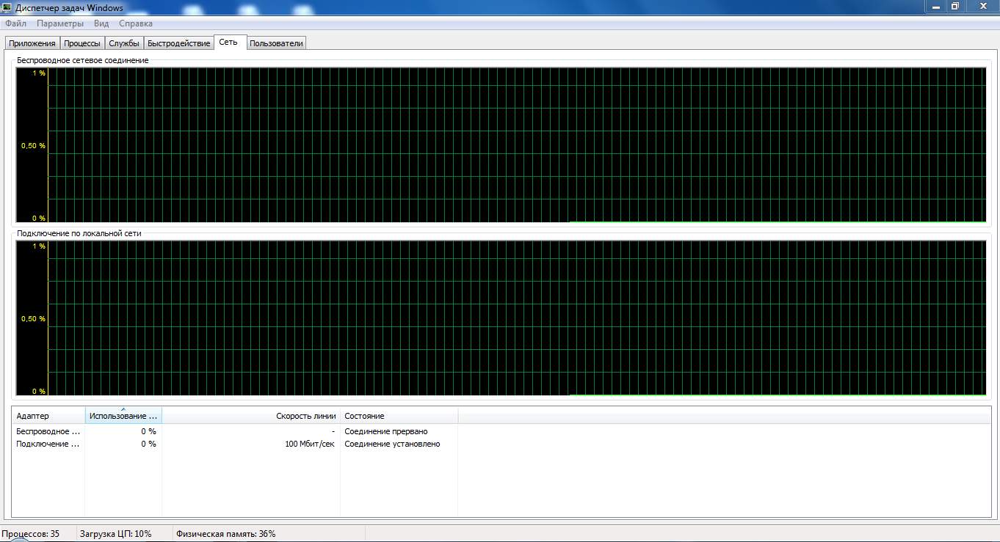 Диспетчер задач Windows
Файл Параметры Вид Справка
Приложения Процессы Службы Быстродействие Сеть Пользователи
Беспроводное сетевое соединение
1 %
0,50 %
0 %
Подключение по локальной сети
1 %
0,50 %
0 %
Адаптер Использование ... Скорость линии Состояние
Беспроводное ... 0 % - Соединение прервано
Подключение ... 0 % 100 Мбит/сек Соединение установлено
Процессов: 35 Загрузка ЦП: 10% Физическая память: 36%